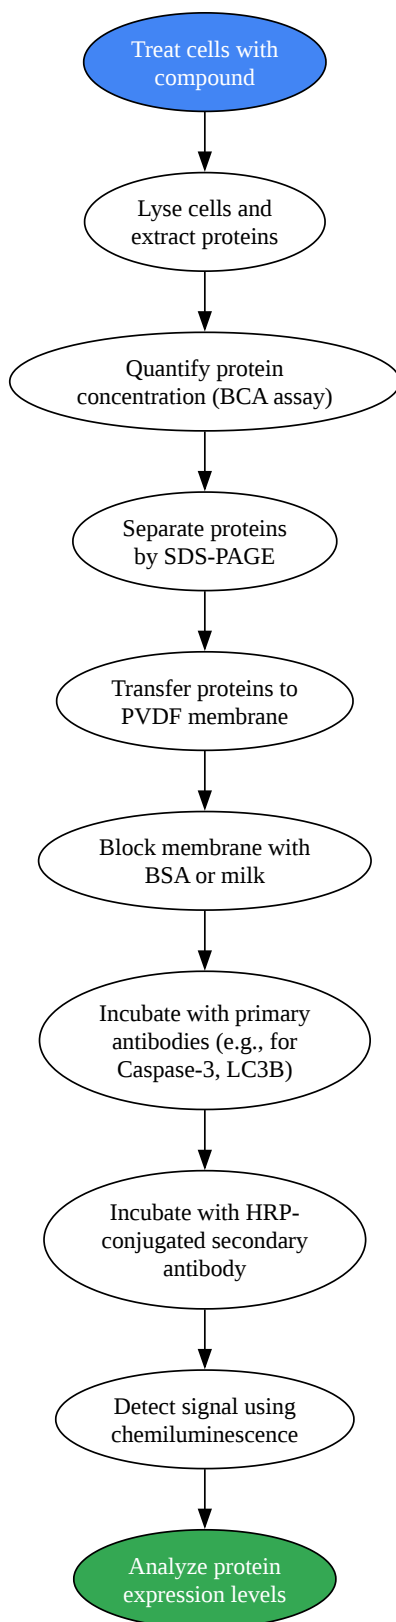 Treat cells with
compound
Lyse cells and
extract proteins
Quantify protein
concentration (BCA assay)
Separate proteins
by SDS-PAGE
Transfer proteins to
PVDF membrane
Block membrane with
BSA or milk
Incubate with primary
antibodies (e.g., for
Caspase-3, LC3B)
Incubate with HRP-
conjugated secondary
antibody
Detect signal using
chemiluminescence
Analyze protein
expression levels